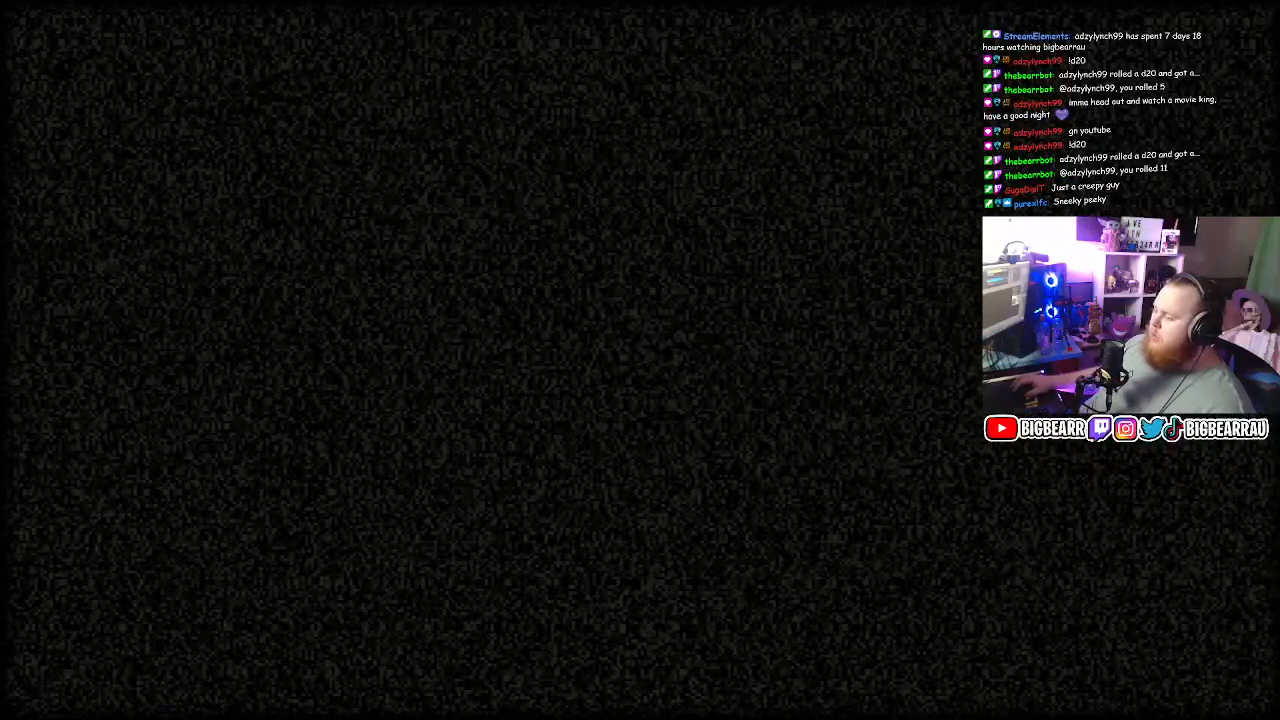 StreamElements: adzylynch99 has spent 7 days 18
hours watching bigbearrau
adzylynch99: !d20
thebearrbot: adzylynch99 rolled a d20 and got a...
thebearrbot: @adzylynch99, you rolled 5
adzylynch99: imma head out and watch a movie king,
have a good night
adzylynch99: gn youtube
adzylynch99: !d20
thebearrbot: adzylynch99 rolled a d20 and got a...
thebearrbot: @adzylynch99, you rolled 11
SugaDiplT: Just a creepy guy
purexlfc: Sneeky peeky
BIGBEARR
BIGBEARRAU